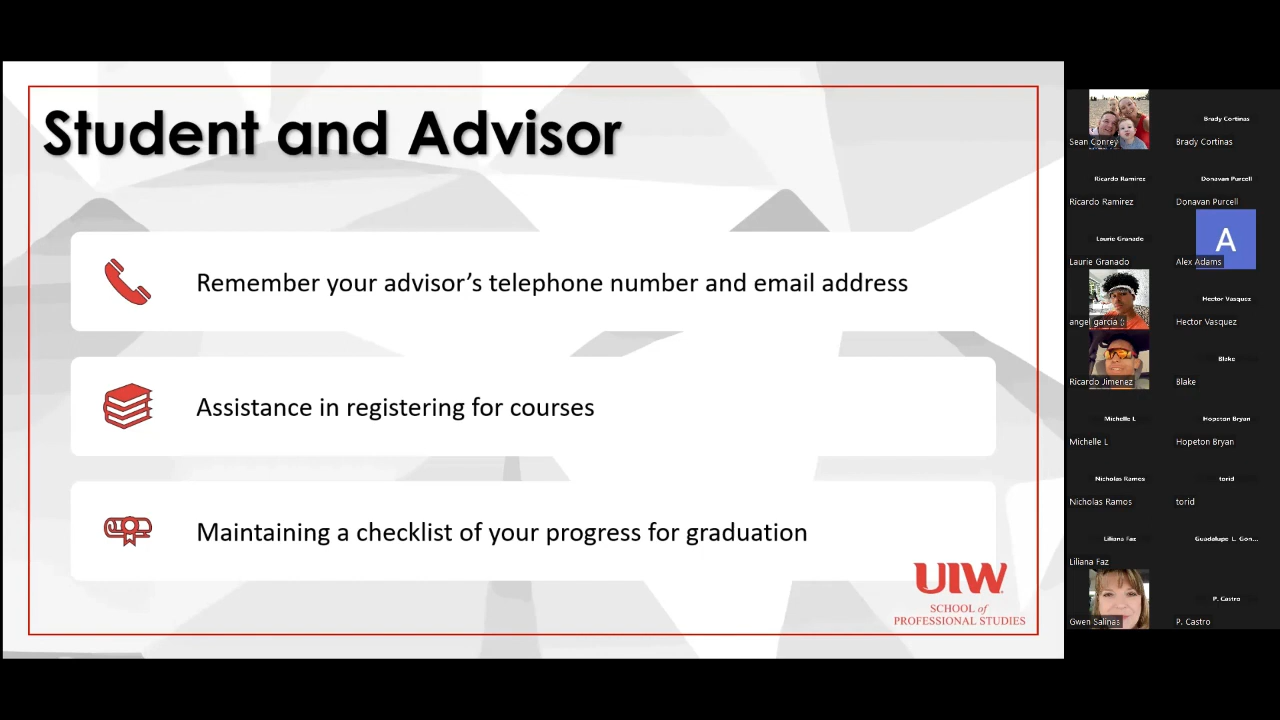 Student and Advisor
Remember your advisor's telephone number and email address
Assistance in registering for courses
Maintaining a checklist of your progress for graduation
UIW
SCHOOL of
PROFESSIONAL STUDIES
Sean Conrey
Brady Cortinas
Brady Cortinas
Ricardo Ramirez
Ricardo Ramirez
Donavan Purcell
Donavan Purcell
Laurie Granado
Laurie Granado
A
Alex Adams
angel garcia
Hector Vasquez
Hector Vasquez
Ricardo Jimenez
Blake
Blake
Michelle L
Michelle L
Hopeton Bryan
Hopeton Bryan
Nicholas Ramos
Nicholas Ramos
torid
torid
Liliana Faz
Liliana Faz
Guadalupe L. Gon...
Gwen Salinas
P. Castro
P. Castro